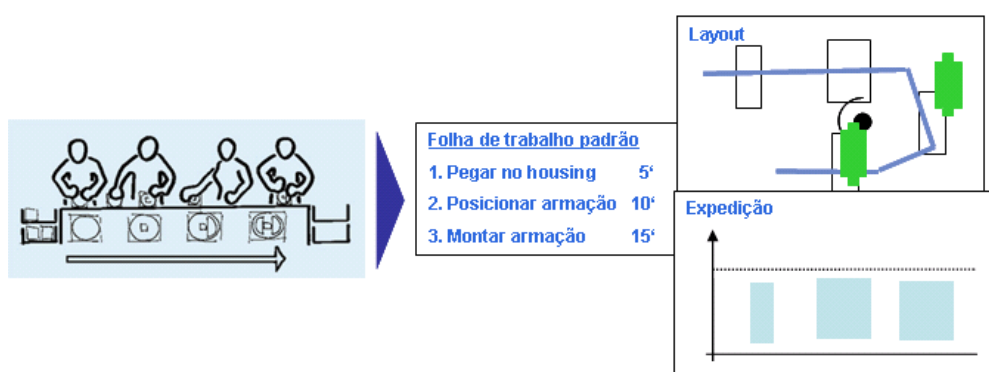 Folha de trabalho padrão
1. Pegar no housing 5‘
2. Posicionar armação 10‘
3. Montar armação 15‘
Layout
Expedição